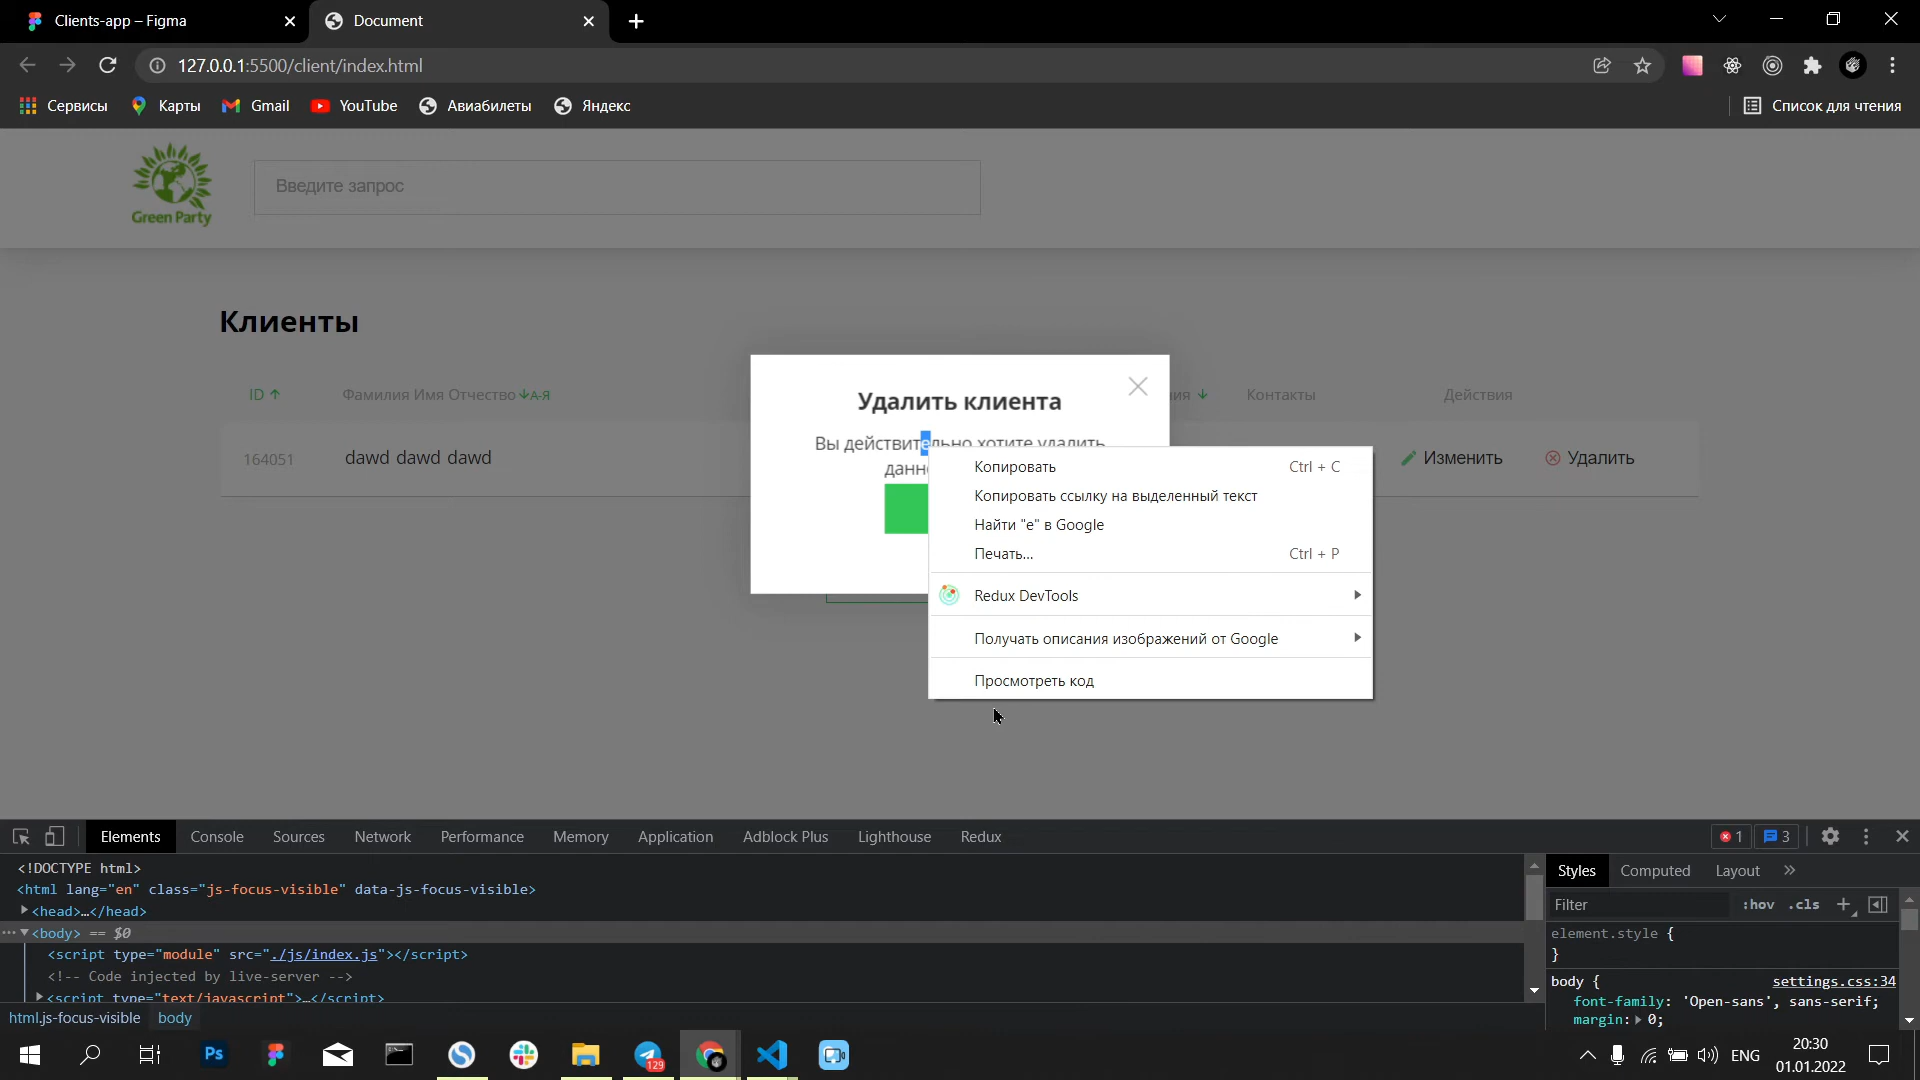 Clients-app – Figma
Document
127.0.0.1:5500/client/index.html
Сервисы
Карты
Gmail
YouTube
Авиабилеты
Яндекс
Список для чтения
Green Party
Введите запрос
Клиенты
ID
Фамилия Имя Отчество
А-Я
Контакты
Действия
164051
dawd dawd dawd
Изменить
Удалить
Удалить клиента
Вы действительно хотите удалить
Копировать
Ctrl + C
Копировать ссылку на выделенный текст
Найти "е" в Google
Печать...
Ctrl + P
Redux DevTools
Получать описания изображений от Google
Просмотреть код
Elements
Console
Sources
Network
Performance
Memory
Application
Adblock Plus
Lighthouse
Redux
1
3
<!DOCTYPE html>
<html lang="en" class="js-focus-visible" data-js-focus-visible>
<head>…</head>
<body> == $0
<script type="module" src="./js/index.js"></script>
<!-- Code injected by live-server -->
<script type="text/javascript">…</script>
html.js-focus-visible
body
Styles
Computed
Layout
Filter
:hov
.cls
element.style {
}
body {
settings.css:34
font-family: 'Open-sans', sans-serif;
margin: 0;
Ps
129
ENG
20:30
01.01.2022